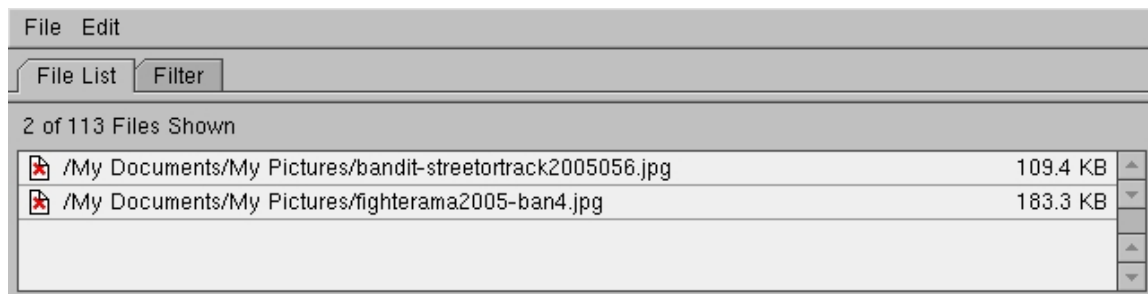 File Edit
File List Filter
2 of 113 Files Shown
/My Documents/My Pictures/bandit-streetortrack2005056.jpg 109.4 KB
/My Documents/My Pictures/fighterama2005-ban4.jpg 183.3 KB